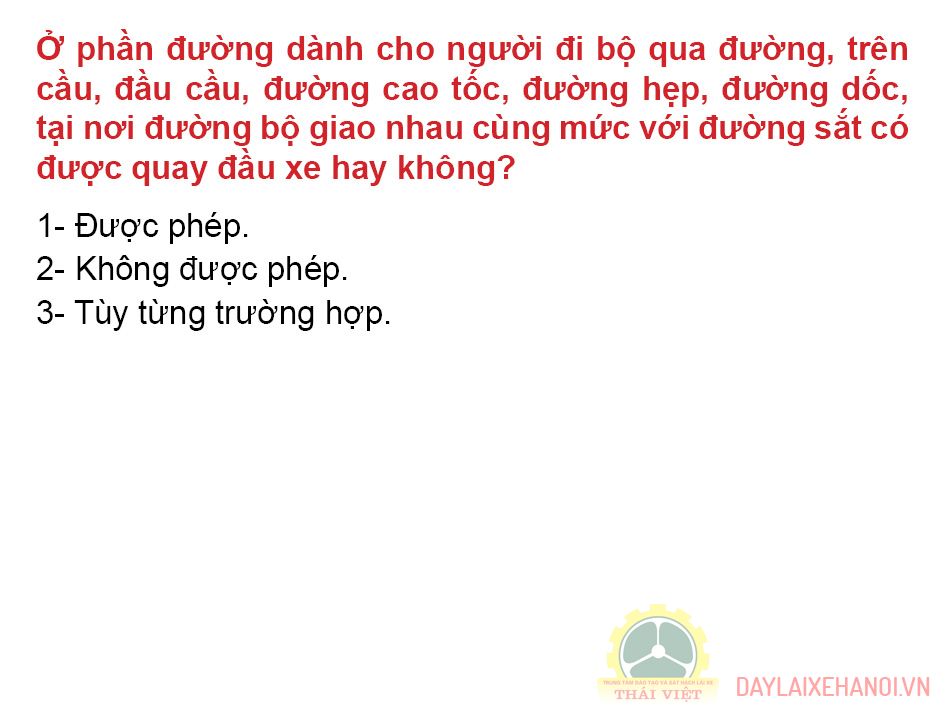 Ở phần đường dành cho người đi bộ qua đường, trên
cầu, đầu cầu, đường cao tốc, đường hẹp, đường dốc,
tại nơi đường bộ giao nhau cùng mức với đường sắt có
được quay đầu xe hay không?
1- Được phép.
2- Không được phép.
3- Tùy từng trường hợp.
TRUNG TÂM ĐÀO TẠO VÀ SÁT HẠCH LÁI XE
THÁI VIỆT
DAYLAIXEHANOI.VN